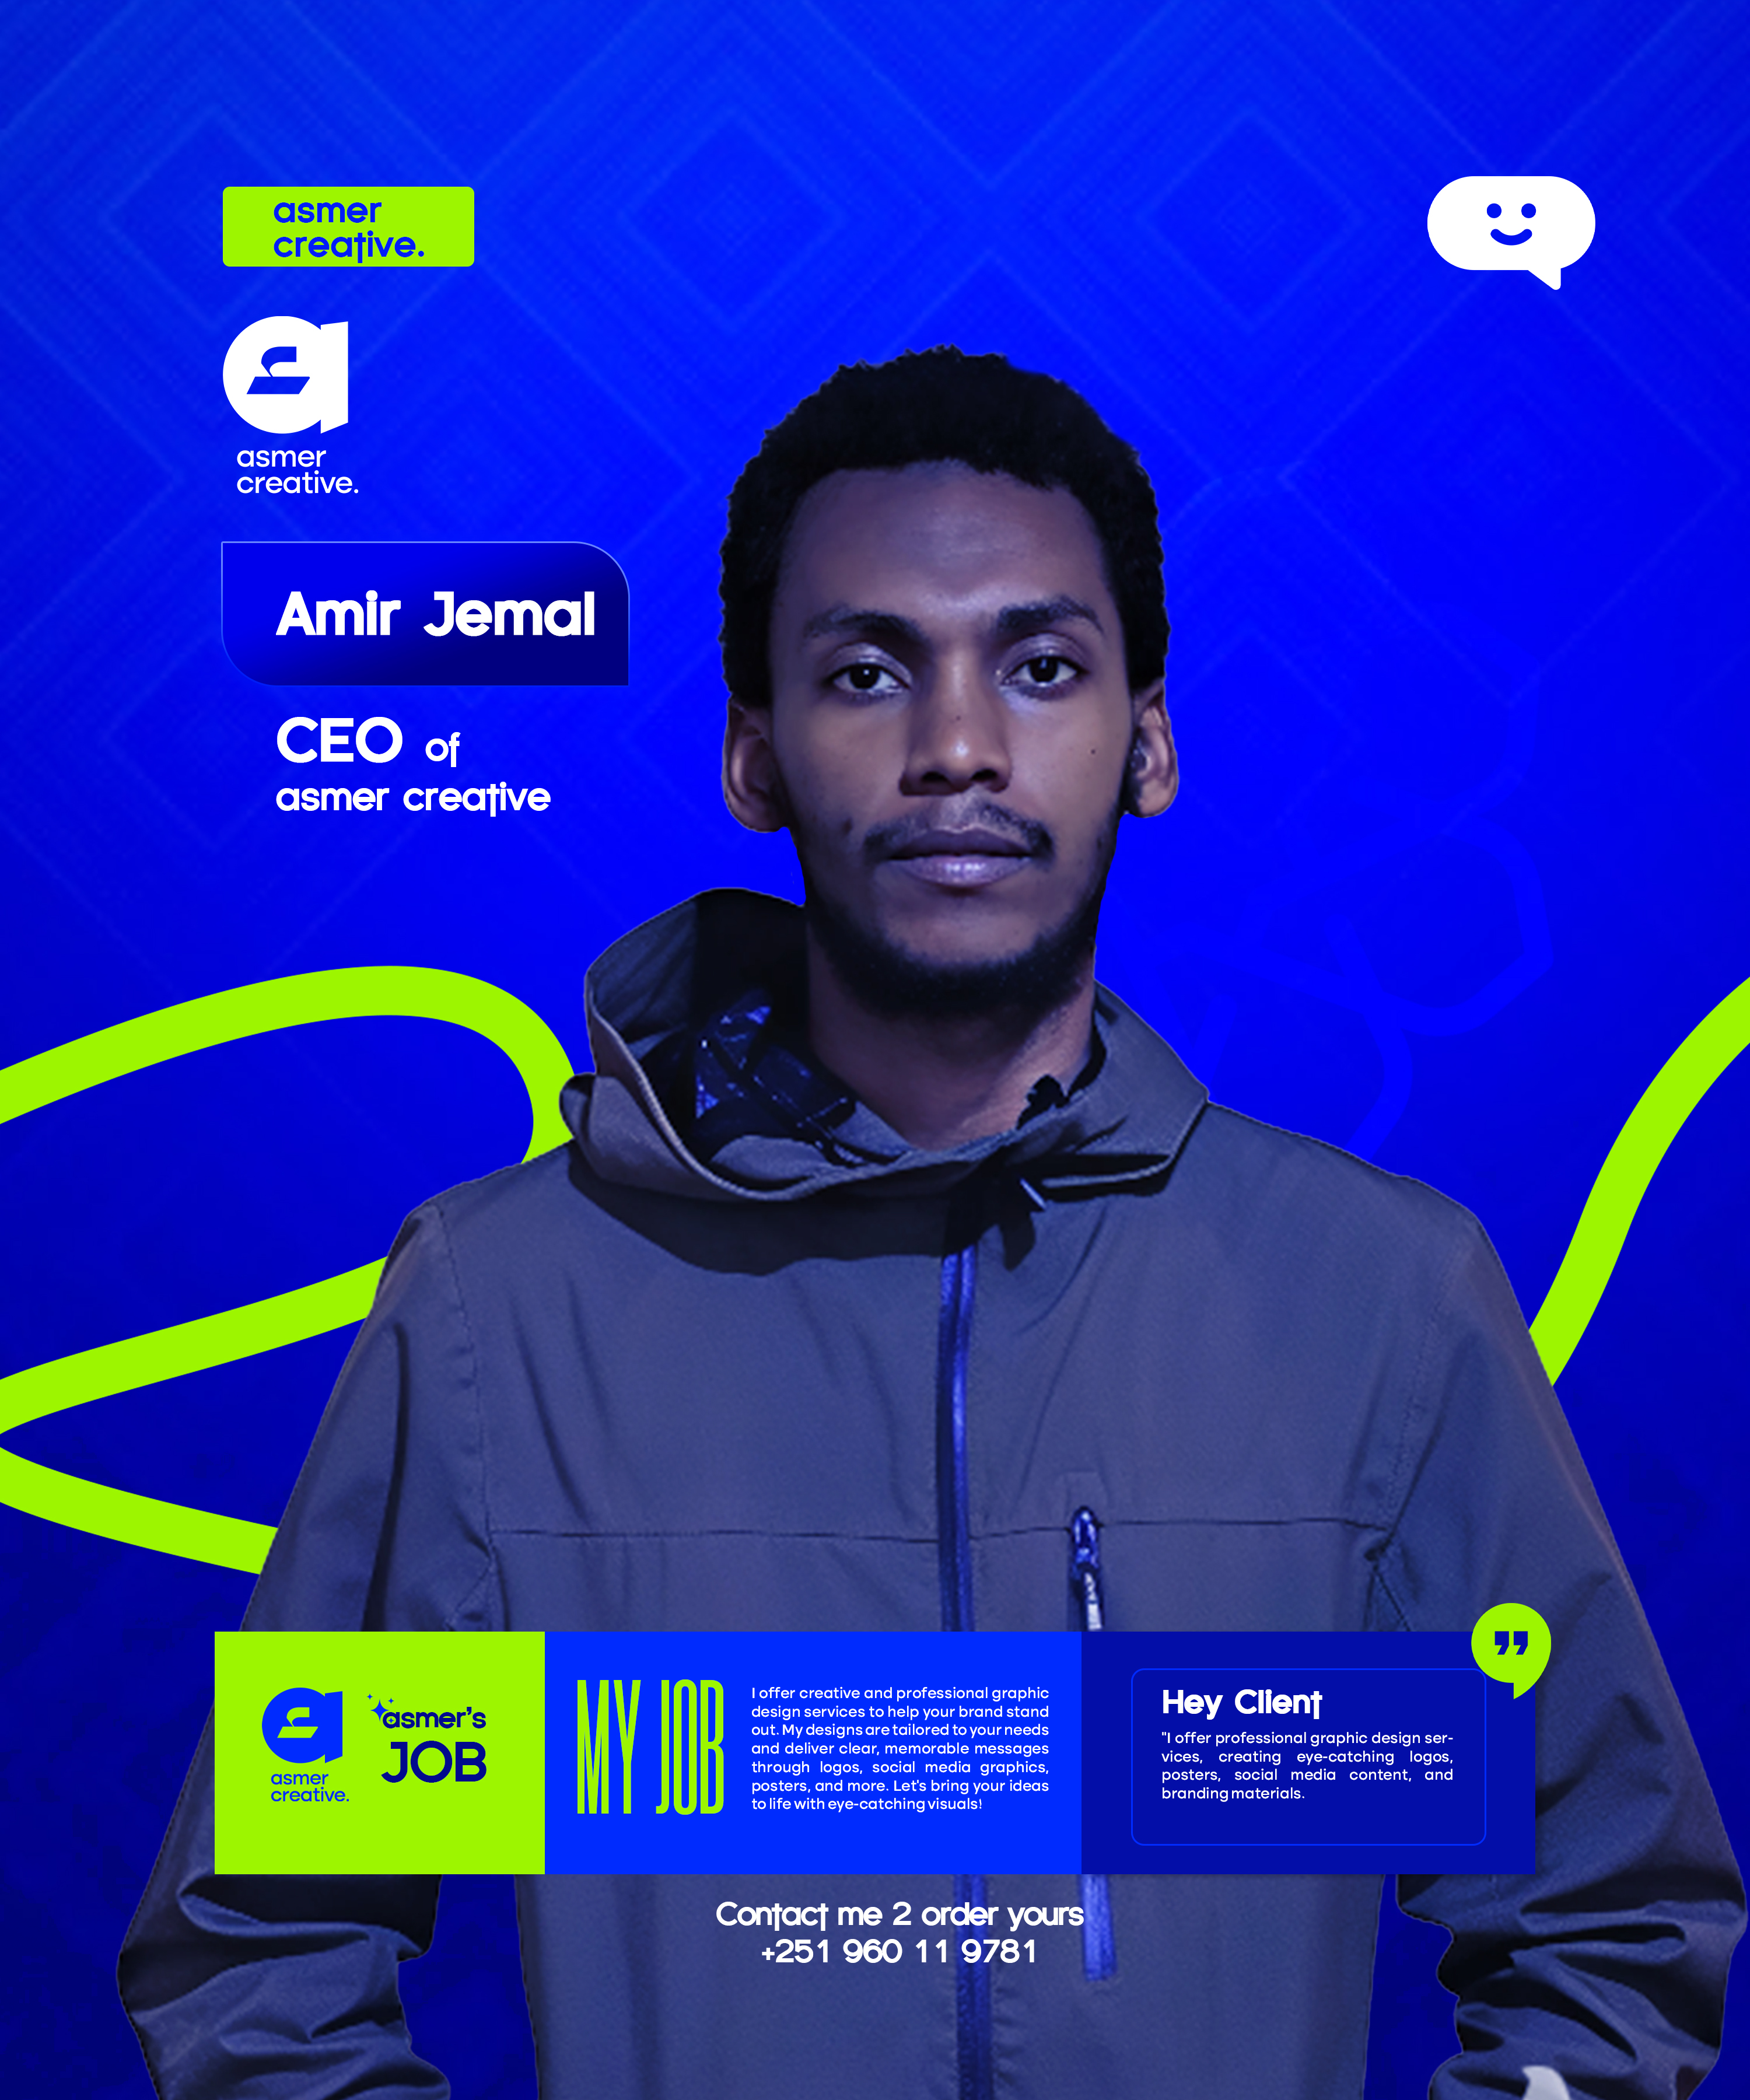 asmer
creative.
asmer
creative.
Amir Jemal
CEO of
asmer creative
asmer
creative.
asmer's
JOB
MY JOB
I offer creative and professional graphic
design services to help your brand stand
out. My designs are tailored to your needs
and deliver clear, memorable messages
through logos, social media graphics,
posters, and more. Let's bring your ideas
to life with eye-catching visuals!
Hey Client
"I offer professional graphic design ser-
vices, creating eye-catching logos,
posters, social media content, and
branding materials.
Contact me 2 order yours
+251 960 11 9781